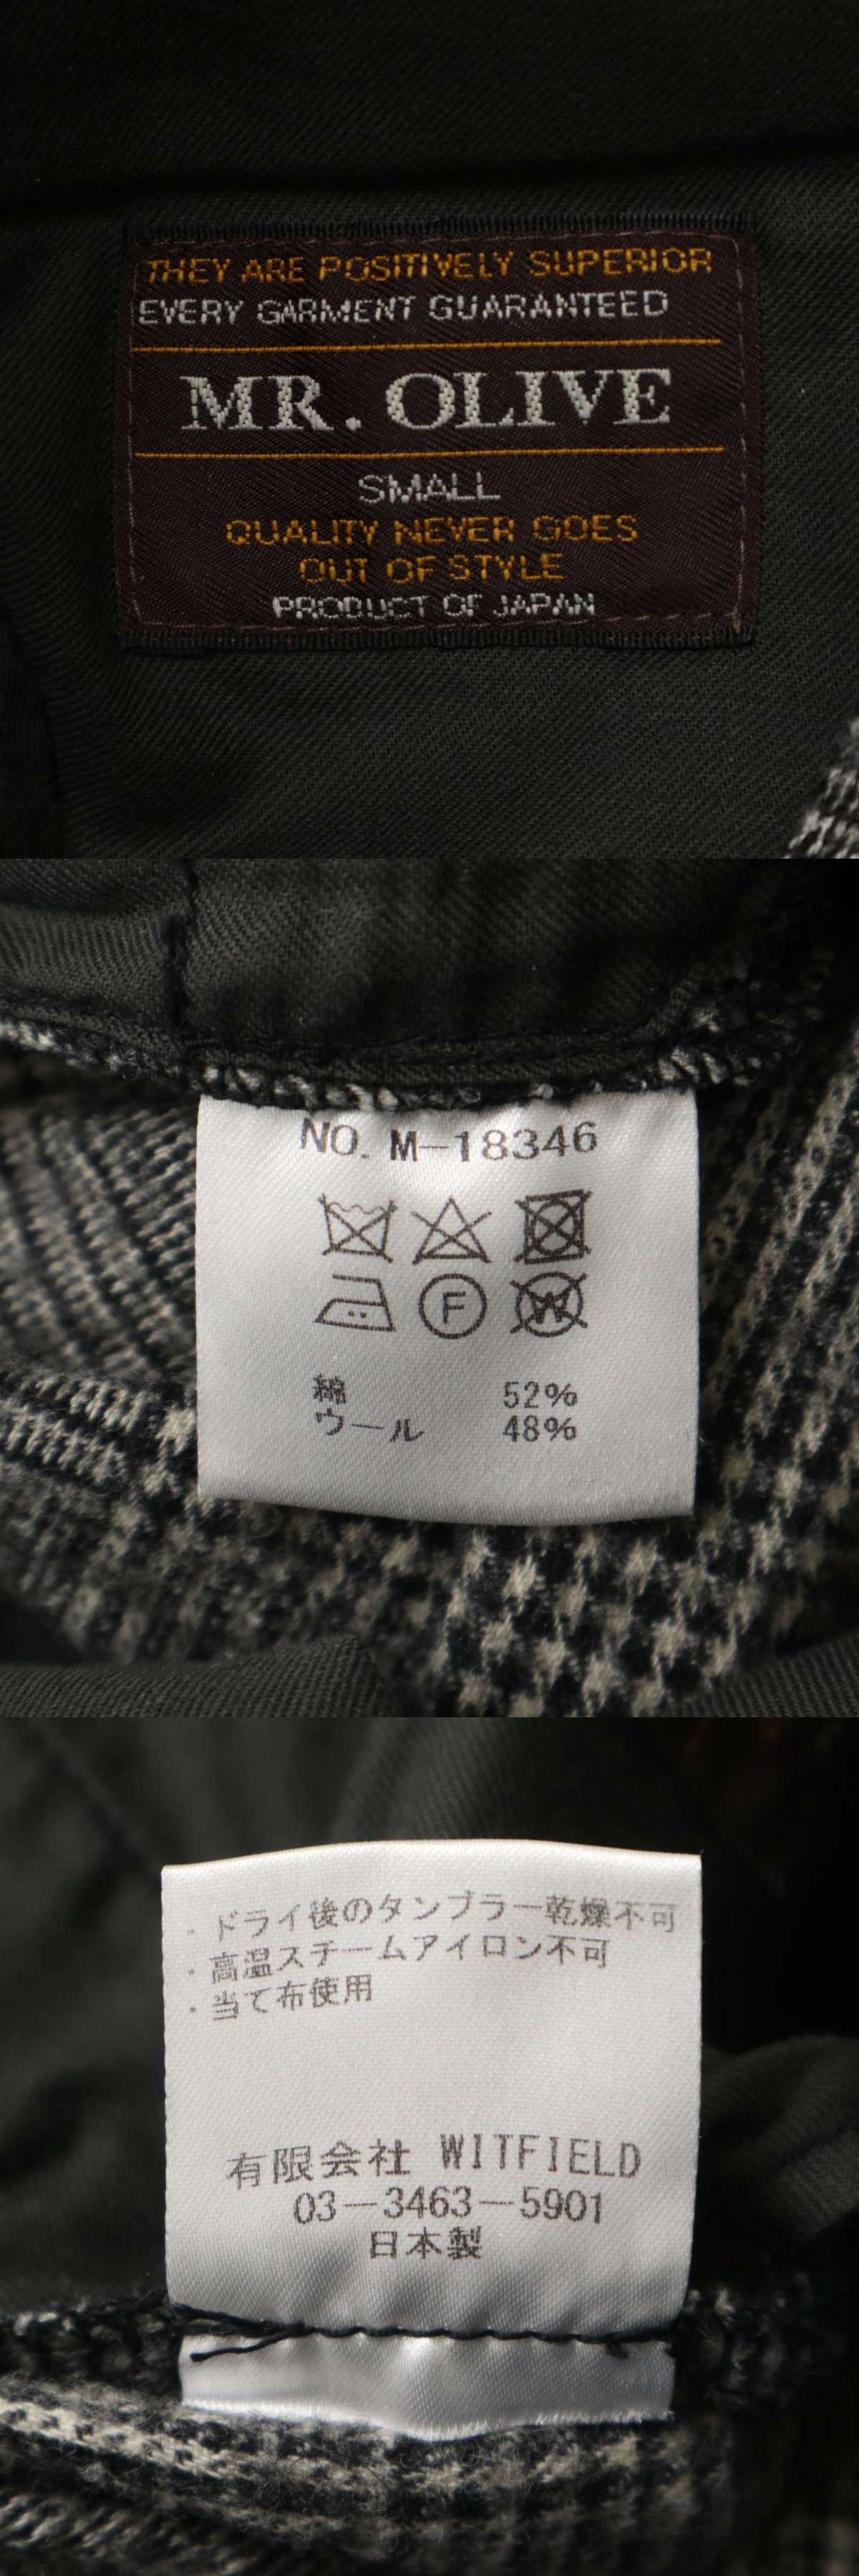 THEY ARE POSITIVELY SUPERIOR
EVERY GARMENT GUARANTEED
MR. OLIVE
SMALL
QUALITY NEVER GOES
OUT OF STYLE
PRODUCT OF JAPAN
NO. M-18346
F W
綿 52%
ウール 48%
・ドライ後のタンブラー乾燥不可
・高温スチームアイロン不可
・当て布使用
有限会社 WITFIELD
03-3463-5901
日本製